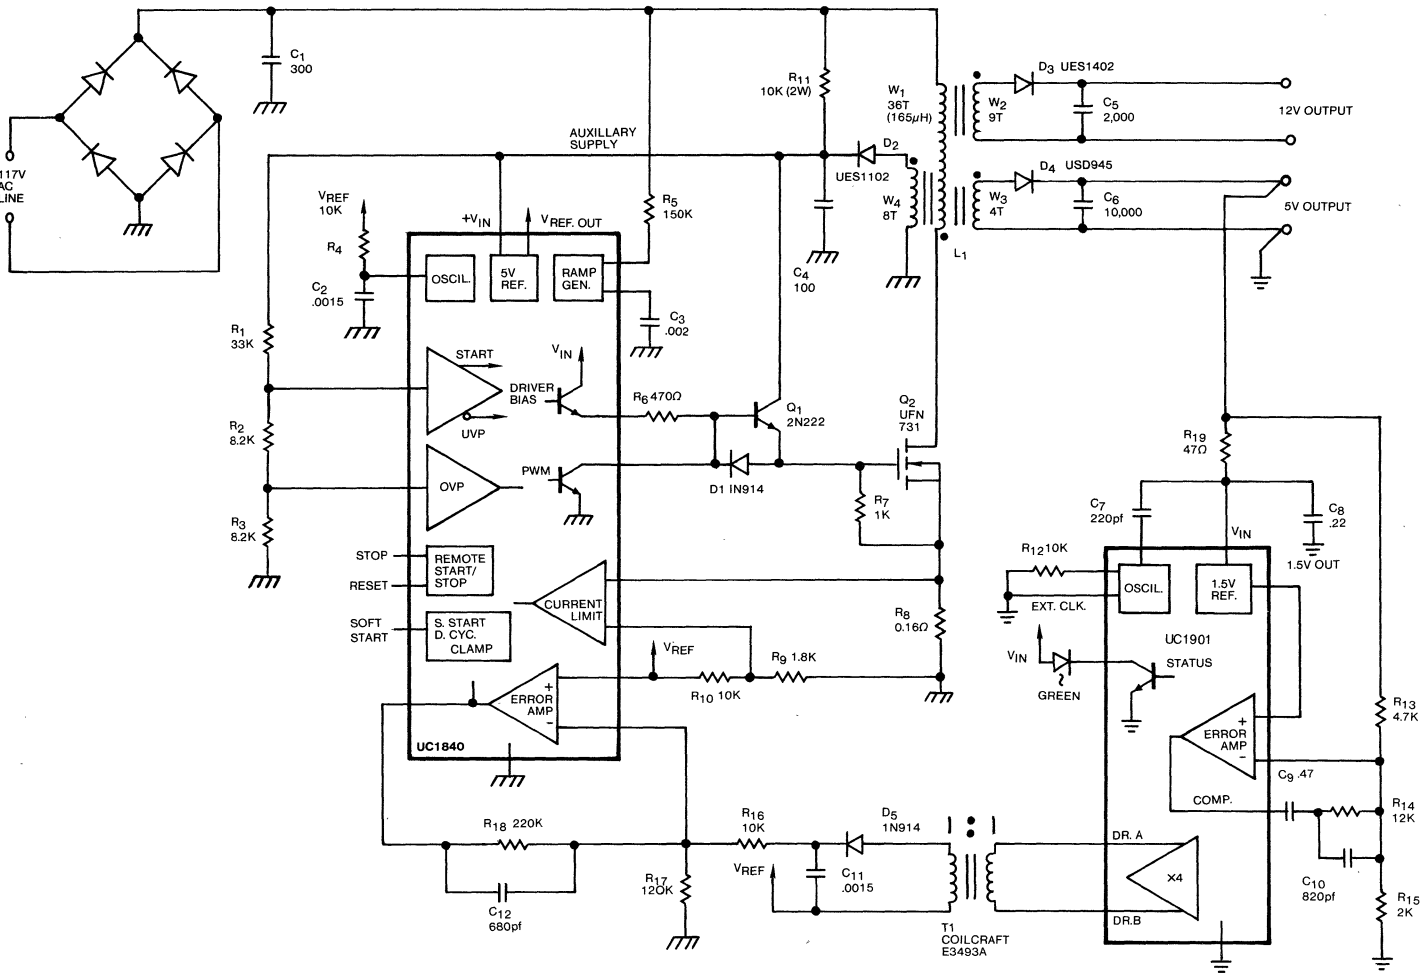 C1
300
117V
AC
LINE
R11
10K (2W)
AUXILLARY
SUPPLY
D2
UES1102
W1
36T
(165µH)
W4
8T
L1
C4
100
D3 UES1402
W2
9T
C5
2,000
12V OUTPUT
D4 USD945
W3
4T
C6
10,000
5V OUTPUT
VREF
10K
R4
C2
.0015
+VIN
VREF. OUT
R5
150K
OSCIL.
5V
REF.
RAMP
GEN.
C3
.002
R1
33K
R2
8.2K
R3
8.2K
START
UVP
OVP
VIN
DRIVER
BIAS
PWM
R6 470Ω
Q1
2N222
D1 IN914
Q2
UFN
731
R7
1K
R8
0.16Ω
STOP
RESET
REMOTE
START/
STOP
SOFT
START
S. START
D. CYC.
CLAMP
CURRENT
LIMIT
+
ERROR
AMP
-
UC1840
VREF
R10 10K
R9 1.8K
R18 220K
C12
680pf
R17
120K
R16
10K
VREF
C11
.0015
D5
1N914
T1
COILCRAFT
E3493A
R19
47Ω
C7
220pf
VIN
C8
.22
1.5V OUT
R12 10K
EXT. CLK.
OSCIL.
1.5V
REF.
UC1901
VIN
GREEN
STATUS
+
ERROR
AMP
-
R13
4.7K
C9 .47
COMP.
R14
12K
C10
820pf
R15
2K
DR. A
X4
DR.B